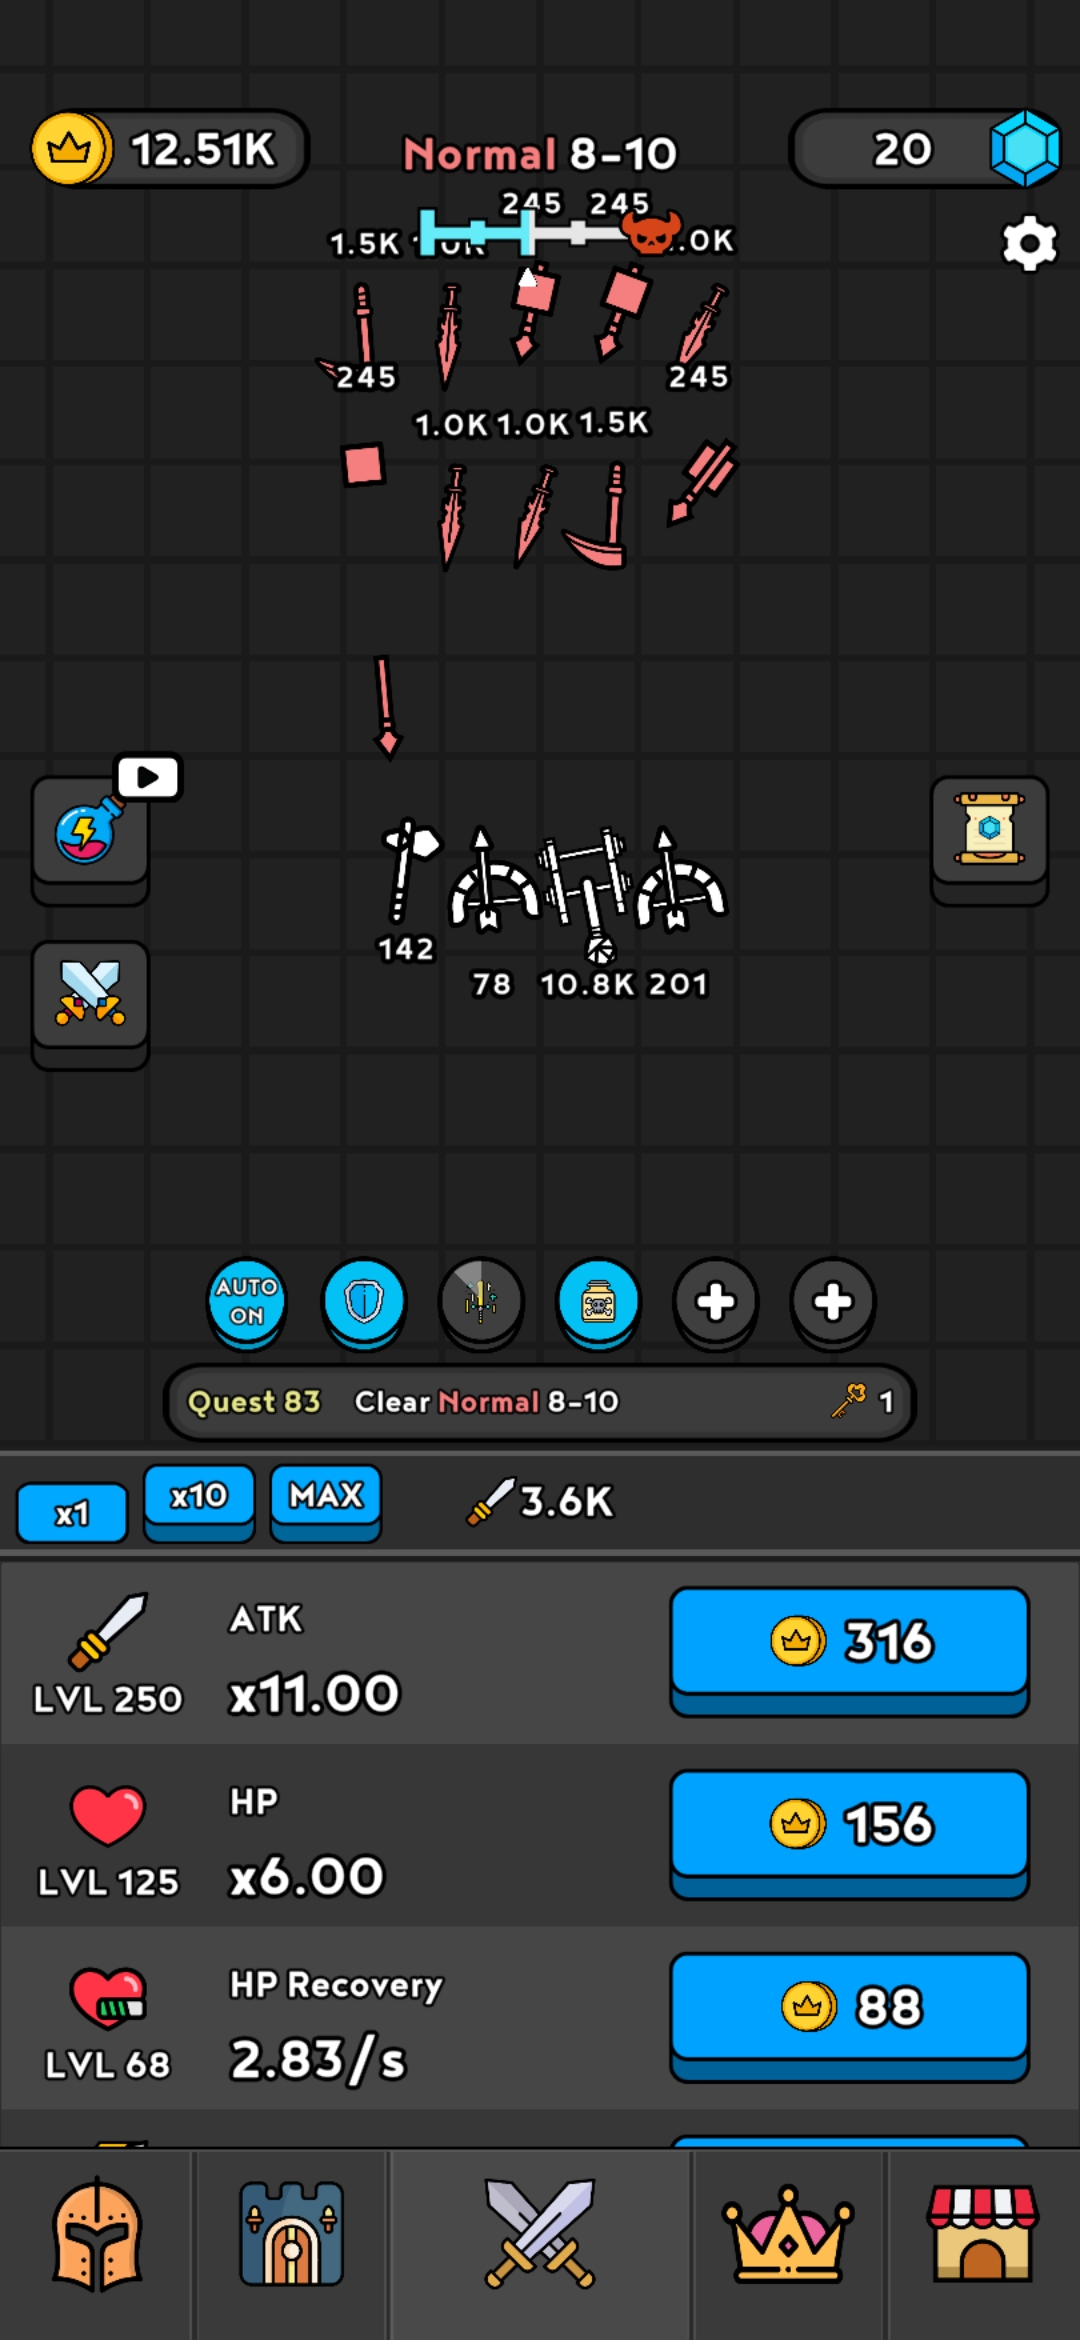 12.51K
Normal 8-10
20
245 245
1.5K .0K
245 245
1.0K 1.0K 1.5K
142
78 10.8K 201
AUTO
ON
Quest 83 Clear Normal 8-10 1
x1 x10 MAX 3.6K
ATK
LVL 250 x11.00 316
HP
LVL 125 x6.00 156
HP Recovery
LVL 68 2.83/s 88